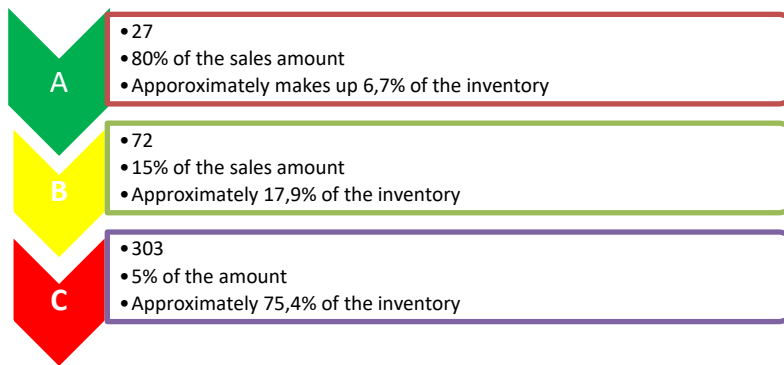 A
•27
•80% of the sales amount
•Apporoximately makes up 6,7% of the inventory
B
•72
•15% of the sales amount
•Approximately 17,9% of the inventory
C
•303
•5% of the amount
•Approximately 75,4% of the inventory